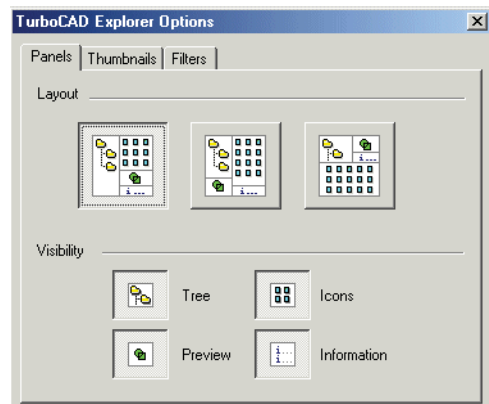 TurboCAD Explorer Options
Panels Thumbnails Filters
Layout
i...
i...
i...
Visibility
Tree Icons
Preview Information